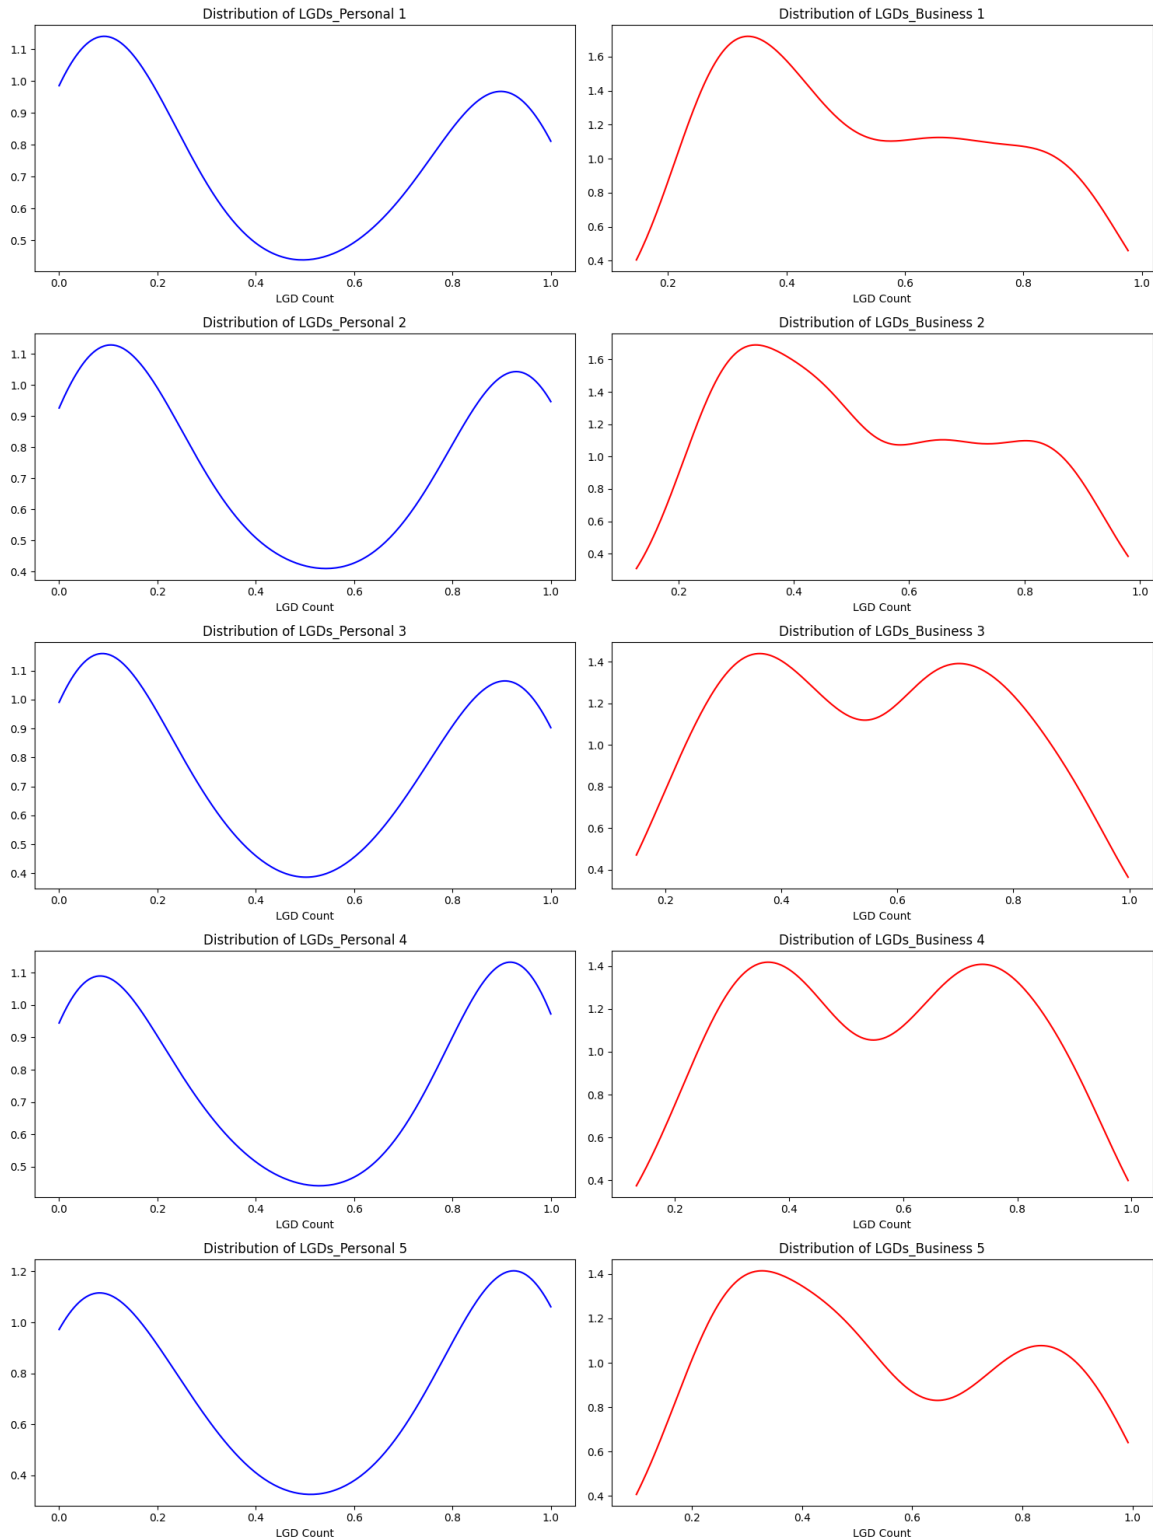 Distribution of LGDs_Personal 1
1.1
1.0
0.9
0.8
0.7
0.6
0.5
0.0 0.2 0.4 0.6 0.8 1.0
LGD Count
Distribution of LGDs_Business 1
1.6
1.4
1.2
1.0
0.8
0.6
0.4
0.2 0.4 0.6 0.8 1.0
LGD Count
Distribution of LGDs_Personal 2
1.1
1.0
0.9
0.8
0.7
0.6
0.5
0.4
0.0 0.2 0.4 0.6 0.8 1.0
LGD Count
Distribution of LGDs_Business 2
1.6
1.4
1.2
1.0
0.8
0.6
0.4
0.2 0.4 0.6 0.8 1.0
LGD Count
Distribution of LGDs_Personal 3
1.1
1.0
0.9
0.8
0.7
0.6
0.5
0.4
0.0 0.2 0.4 0.6 0.8 1.0
LGD Count
Distribution of LGDs_Business 3
1.4
1.2
1.0
0.8
0.6
0.4
0.2 0.4 0.6 0.8 1.0
LGD Count
Distribution of LGDs_Personal 4
1.1
1.0
0.9
0.8
0.7
0.6
0.5
0.0 0.2 0.4 0.6 0.8 1.0
LGD Count
Distribution of LGDs_Business 4
1.4
1.2
1.0
0.8
0.6
0.4
0.2 0.4 0.6 0.8 1.0
LGD Count
Distribution of LGDs_Personal 5
1.2
1.0
0.8
0.6
0.4
0.0 0.2 0.4 0.6 0.8 1.0
LGD Count
Distribution of LGDs_Business 5
1.4
1.2
1.0
0.8
0.6
0.4
0.2 0.4 0.6 0.8 1.0
LGD Count